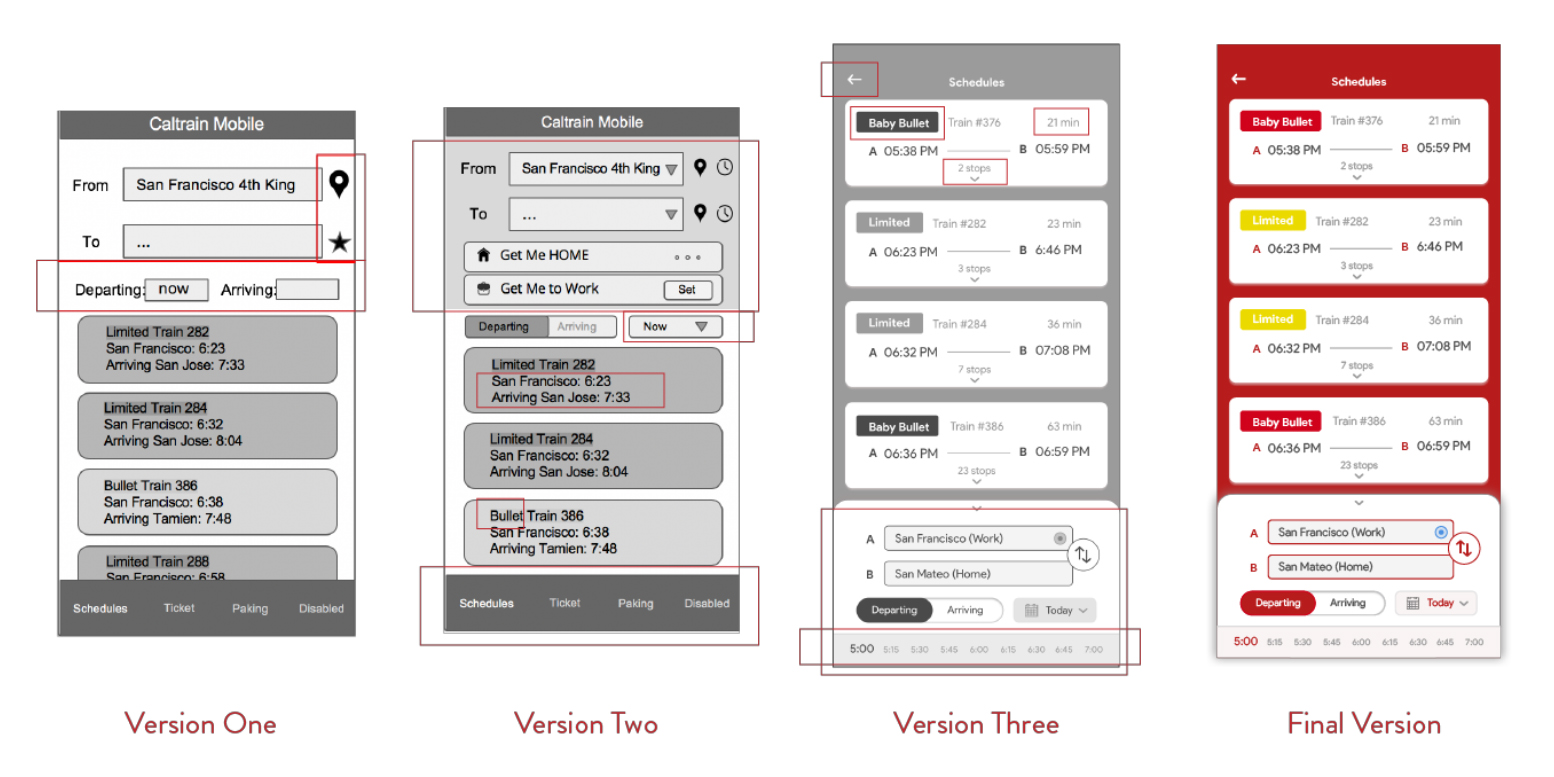 Caltrain Mobile
From San Francisco 4th King
To ...
Departing: now Arriving:
Limited Train 282
San Francisco: 6:23
Arriving San Jose: 7:33
Limited Train 284
San Francisco: 6:32
Arriving San Jose: 8:04
Bullet Train 386
San Francisco: 6:38
Arriving Tamien: 7:48
Limited Train 288
San Francisco: 6:58
Schedules Ticket Paking Disabled
Version One
Caltrain Mobile
From San Francisco 4th King
To ...
Get Me HOME
Get Me to Work Set
Departing Arriving Now
Limited Train 282
San Francisco: 6:23
Arriving San Jose: 7:33
Limited Train 284
San Francisco: 6:32
Arriving San Jose: 8:04
Bullet Train 386
San Francisco: 6:38
Arriving Tamien: 7:48
Schedules Ticket Paking Disabled
Version Two
Schedules
Baby Bullet Train #376 21 min
A 05:38 PM B 05:59 PM
2 stops
Limited Train #282 23 min
A 06:23 PM B 6:46 PM
3 stops
Limited Train #284 36 min
A 06:32 PM B 07:08 PM
7 stops
Baby Bullet Train #386 63 min
A 06:36 PM B 06:59 PM
23 stops
A San Francisco (Work)
B San Mateo (Home)
Departing Arriving Today
5:00 5:15 5:30 5:45 6:00 6:15 6:30 6:45 7:00
Version Three
Schedules
Baby Bullet Train #376 21 min
A 05:38 PM B 05:59 PM
2 stops
Limited Train #282 23 min
A 06:23 PM B 6:46 PM
3 stops
Limited Train #284 36 min
A 06:32 PM B 07:08 PM
7 stops
Baby Bullet Train #386 63 min
A 06:36 PM B 06:59 PM
23 stops
A San Francisco (Work)
B San Mateo (Home)
Departing Arriving Today
5:00 5:15 5:30 5:45 6:00 6:15 6:30 6:45 7:00
Final Version